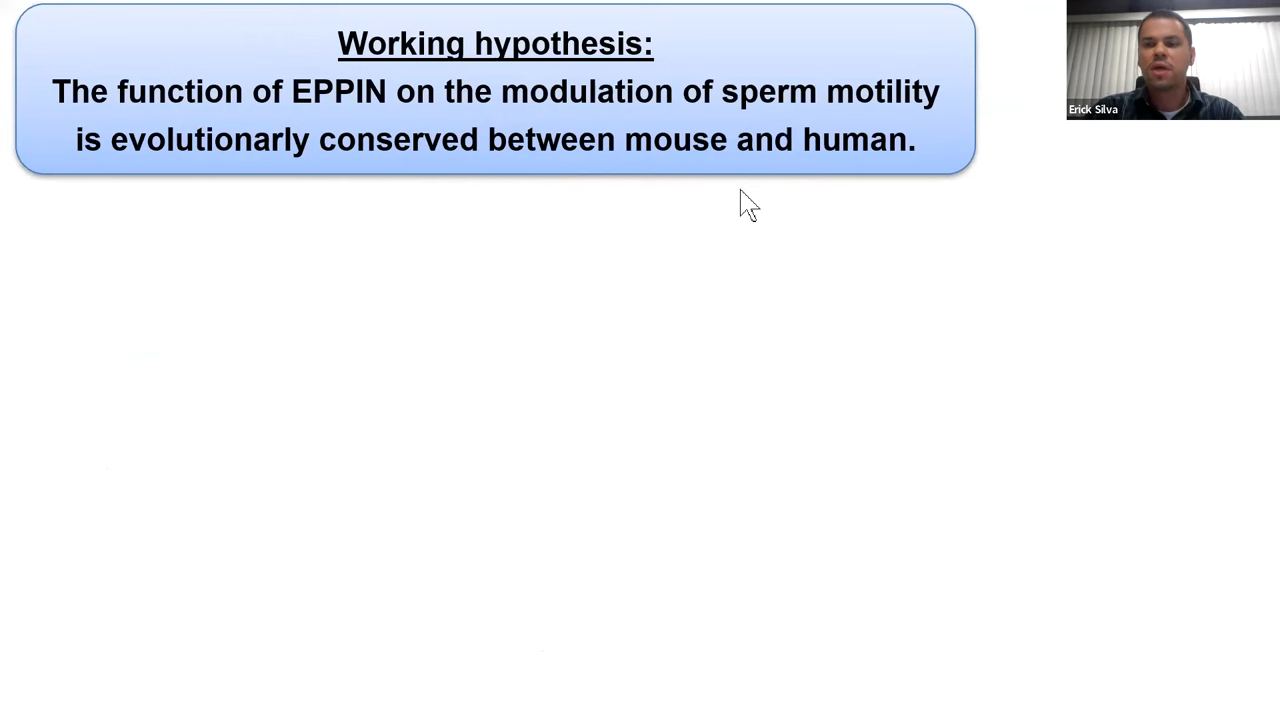 Working hypothesis:
The function of EPPIN on the modulation of sperm motility
is evolutionarly conserved between mouse and human.
Erick Silva